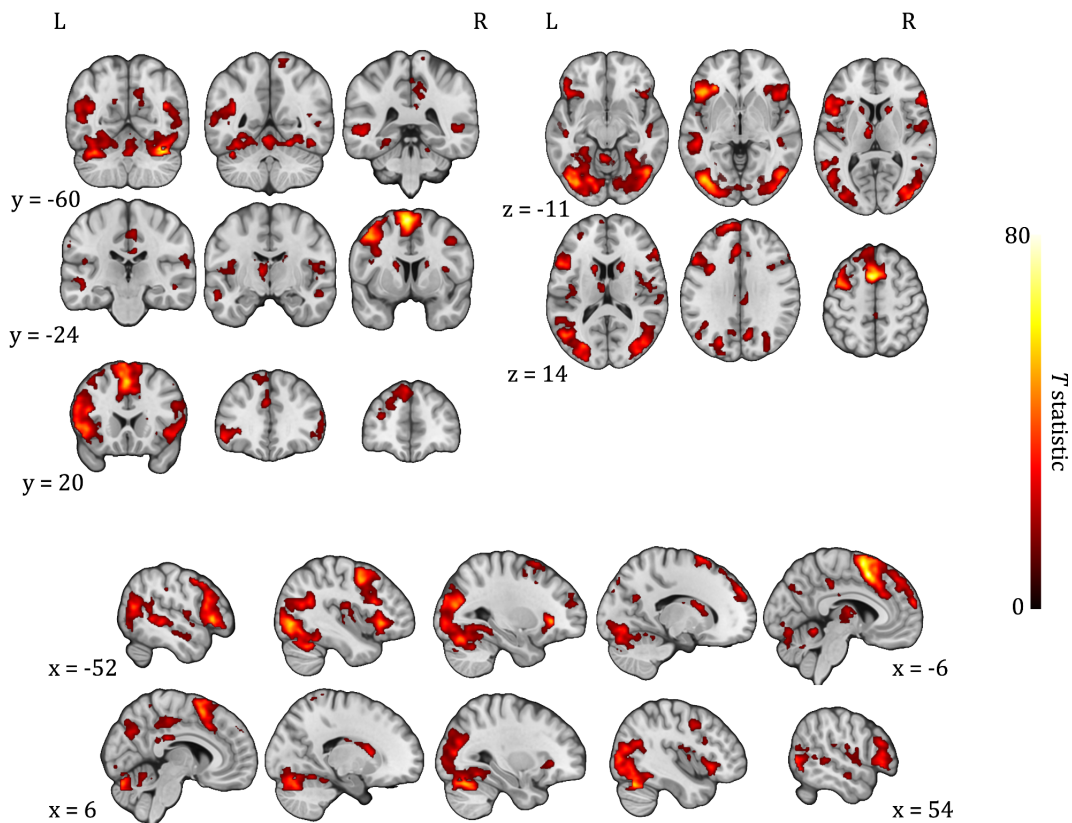 L
R
L
R
y = -60
z = -11
80
y = -24
z = 14
T statistic
y = 20
0
x = -52
x = -6
x = 6
x = 54